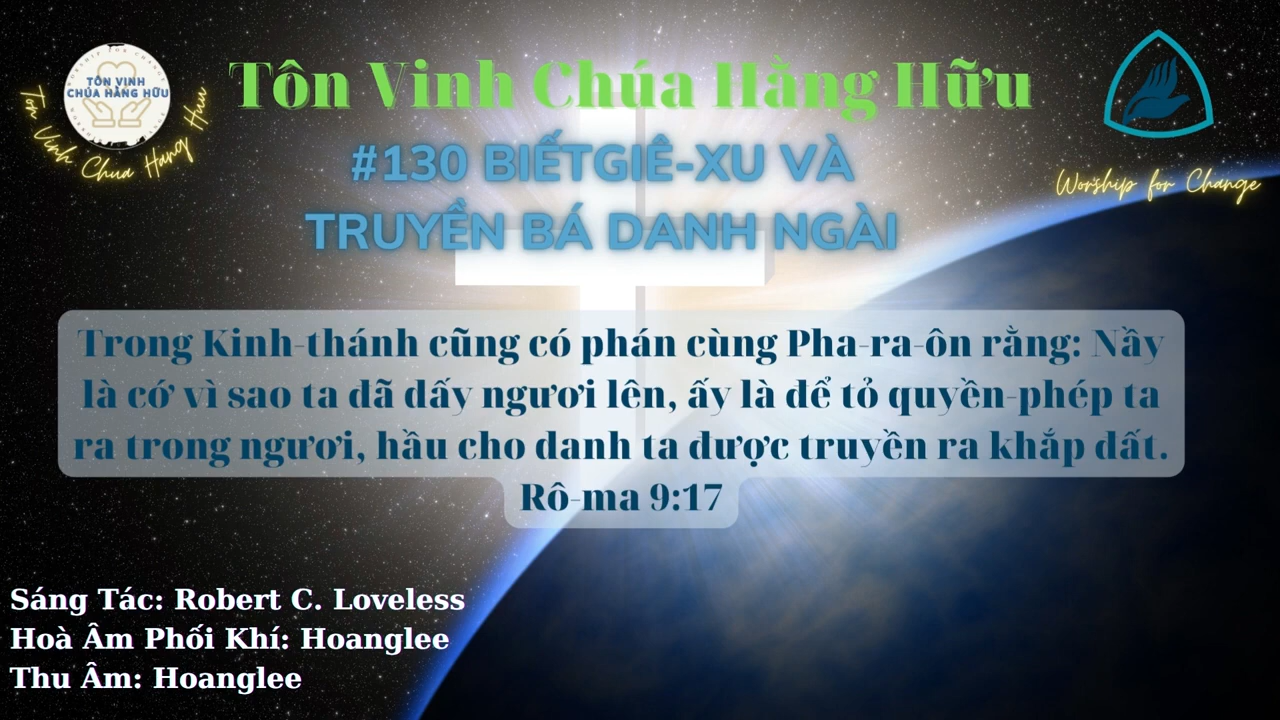 TÔN VINH
CHÚA HẰNG HỮU
Tôn Vinh Chúa Hằng Hữu
Tôn Vinh Chúa Hằng Hữu
#130 BIẾTGIÊ-XU VÀ
TRUYỀN BÁ DANH NGÀI
Worship for Change
Trong Kinh-thánh cũng có phán cùng Pha-ra-ôn rằng: Nầy
là cớ vì sao ta đã dấy ngươi lên, ấy là để tỏ quyền-phép ta
ra trong ngươi, hầu cho danh ta được truyền ra khắp đất.
Rô-ma 9:17
Sáng Tác: Robert C. Loveless
Hoà Âm Phối Khí: Hoanglee
Thu Âm: Hoanglee